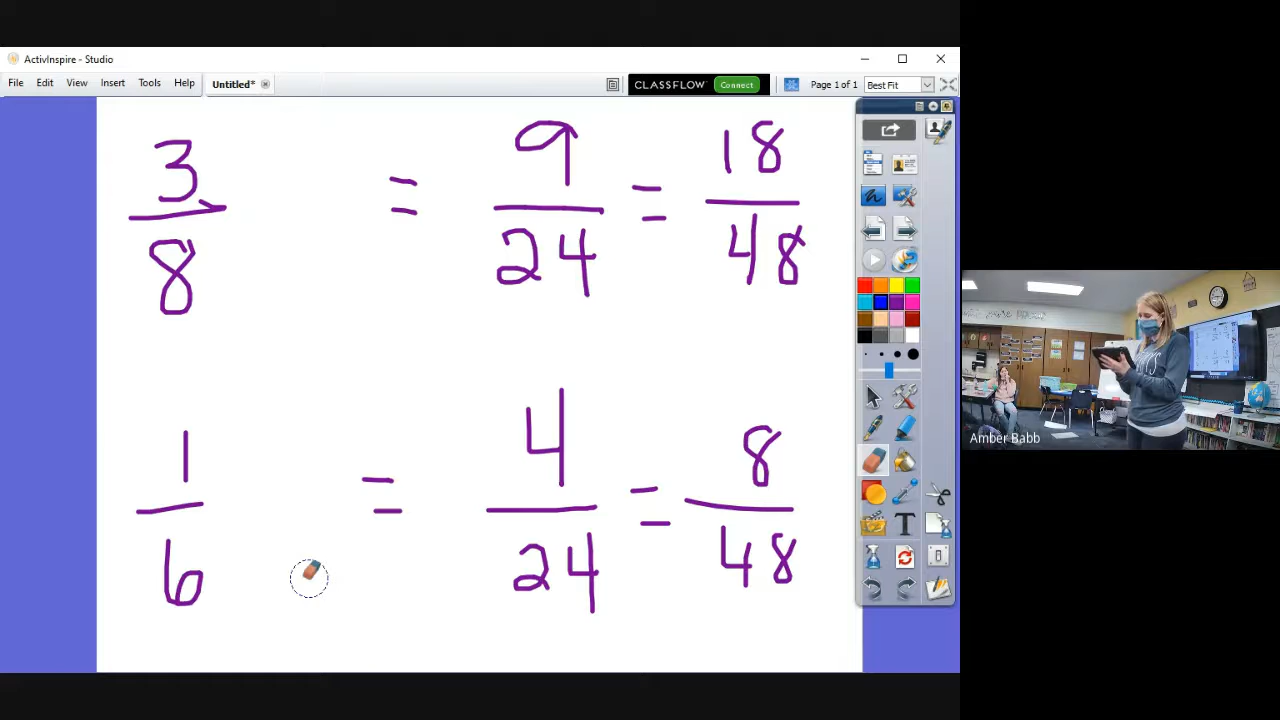 ActivInspire - Studio
File Edit View Insert Tools Help
Untitled*
CLASSFLOW Connect
Page 1 of 1
Best Fit
3/8 = 9/24 = 18/48
1/6 = 4/24 = 8/48
Amber Babb